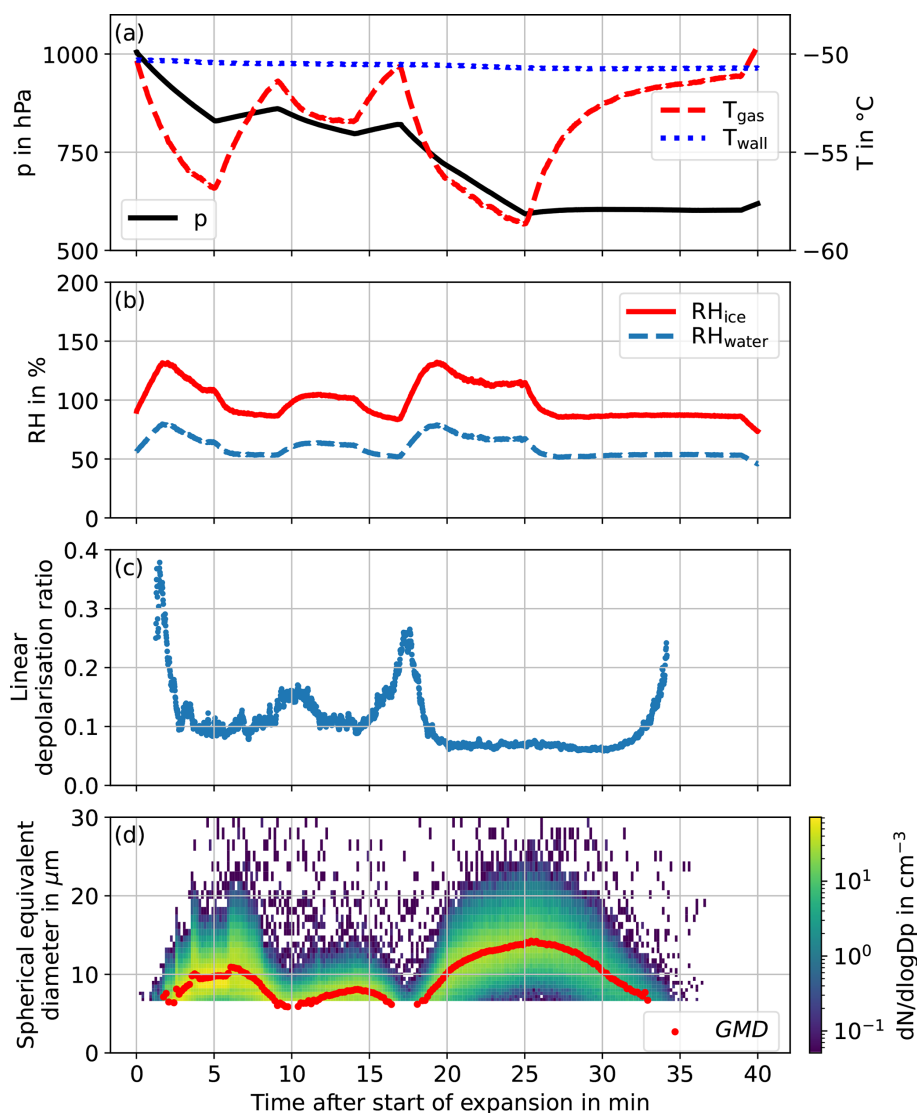 (a)
1000
750
500
p in hPa
p
T_gas
T_wall
−50
−55
−60
T in °C
(b)
200
150
100
50
0
RH in %
RH_ice
RH_water
(c)
0.4
0.3
0.2
0.1
0.0
Linear
depolarisation ratio
(d)
30
20
10
0
Spherical equivalent
diameter in μm
GMD
0 5 10 15 20 25 30 35 40
Time after start of expansion in min
10^1
10^0
10^−1
dN/dlogDp in cm^−3